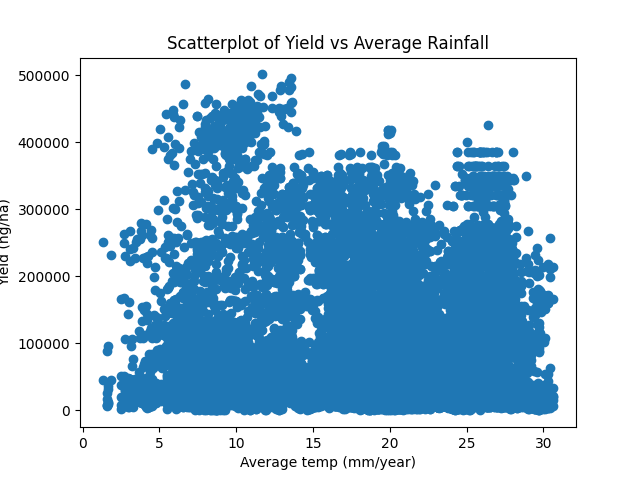 Scatterplot of Yield vs Average Rainfall
500000
400000
300000
200000
100000
0
Yield (hg/ha)
0 5 10 15 20 25 30
Average temp (mm/year)